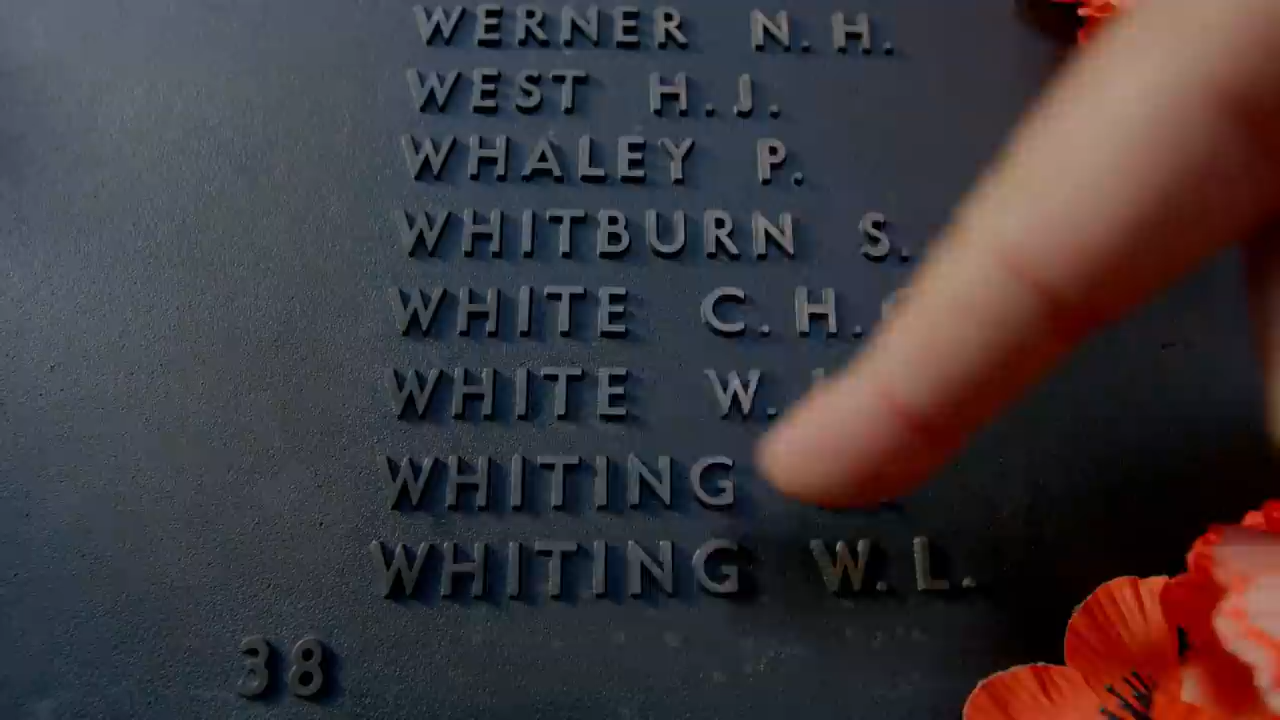 WERNER N.H.
WEST H.J.
WHALEY P.
WHITBURN S.
WHITE C.H.
WHITE W.
WHITING
WHITING W.L.
38